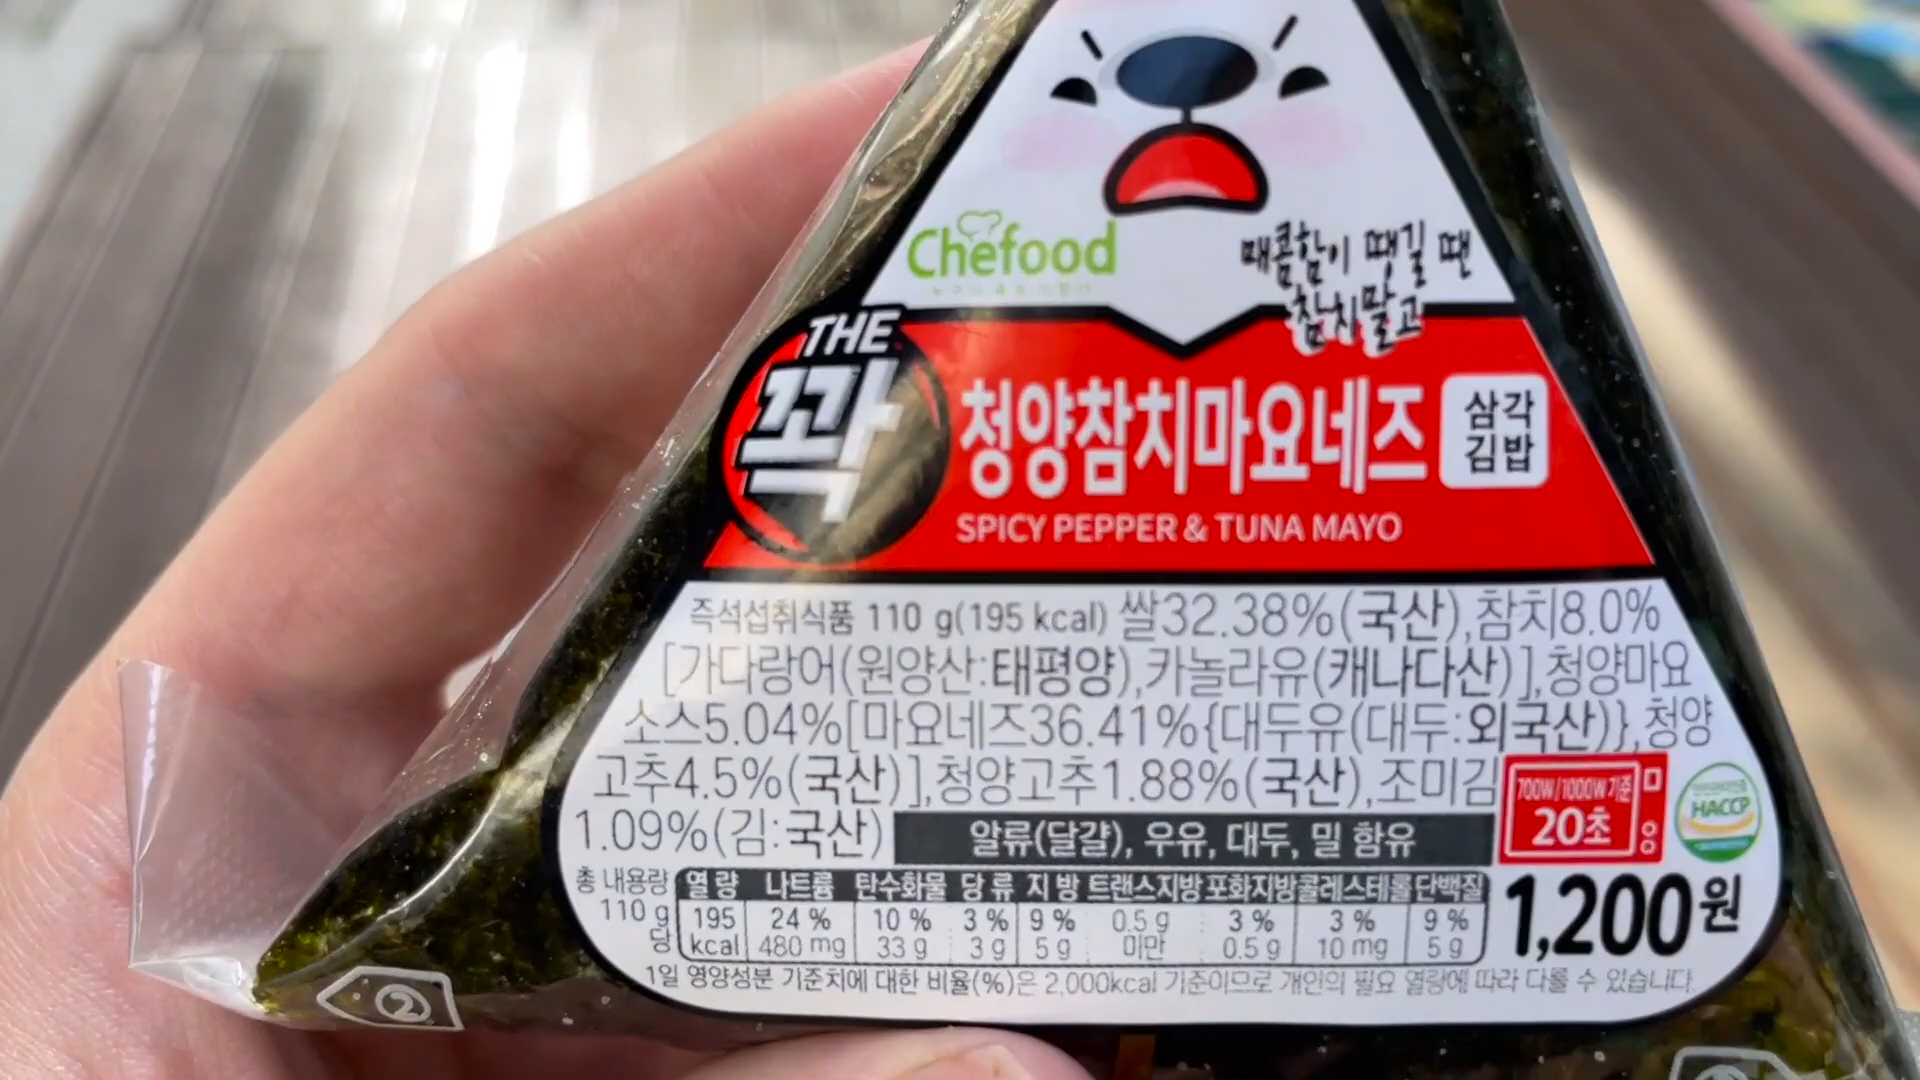 Chefood
매콤함이 땡길 땐
참치말고
THE
꽉
청양참치마요네즈
삼각
김밥
SPICY PEPPER & TUNA MAYO
즉석섭취식품 110 g(195 kcal) 쌀32.38%(국산),참치8.0%
[가다랑어(원양산:태평양),카놀라유(캐나다산)],청양마요
소스5.04%[마요네즈36.41%{대두유(대두:외국산)},청양
고추4.5%(국산)],청양고추1.88%(국산),조미김
1.09%(김:국산)
알류(달걀), 우유, 대두, 밀 함유
700W/1000W기준
20초
HACCP
총 내용량 110 g당
열량 나트륨 탄수화물 당류 지방 트랜스지방 포화지방 콜레스테롤 단백질
195 24 % 10 % 3 % 9 % 0.5 g 3 % 3 % 9 %
kcal 480 mg 33 g 3 g 5 g 미만 0.5 g 10 mg 5 g
1,200원
1일 영양성분 기준치에 대한 비율(%)은 2,000kcal 기준이므로 개인의 필요 열량에 따라 다를 수 있습니다.
②